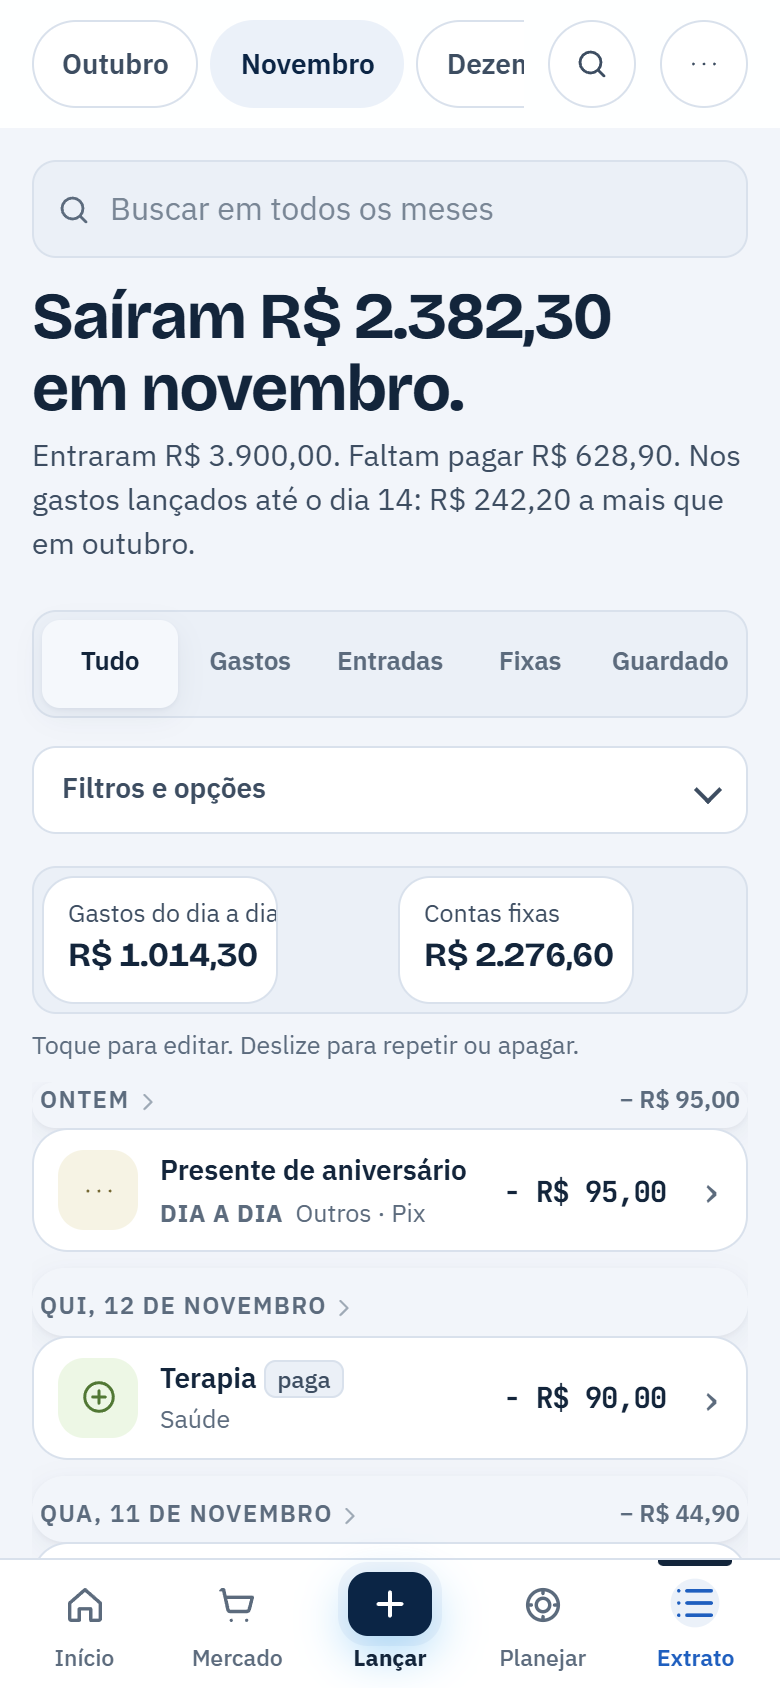 Outubro
Novembro
Dezen
Buscar em todos os meses
Saíram R$ 2.382,30
em novembro.
Entraram R$ 3.900,00. Faltam pagar R$ 628,90. Nos
gastos lançados até o dia 14: R$ 242,20 a mais que
em outubro.
Tudo
Gastos
Entradas
Fixas
Guardado
Filtros e opções
Gastos do dia a dia
R$ 1.014,30
Contas fixas
R$ 2.276,60
Toque para editar. Deslize para repetir ou apagar.
ONTEM
– R$ 95,00
Presente de aniversário
DIA A DIA Outros · Pix
- R$ 95,00
QUI, 12 DE NOVEMBRO
Terapia paga
Saúde
- R$ 90,00
QUA, 11 DE NOVEMBRO
– R$ 44,90
Início
Mercado
Lançar
Planejar
Extrato